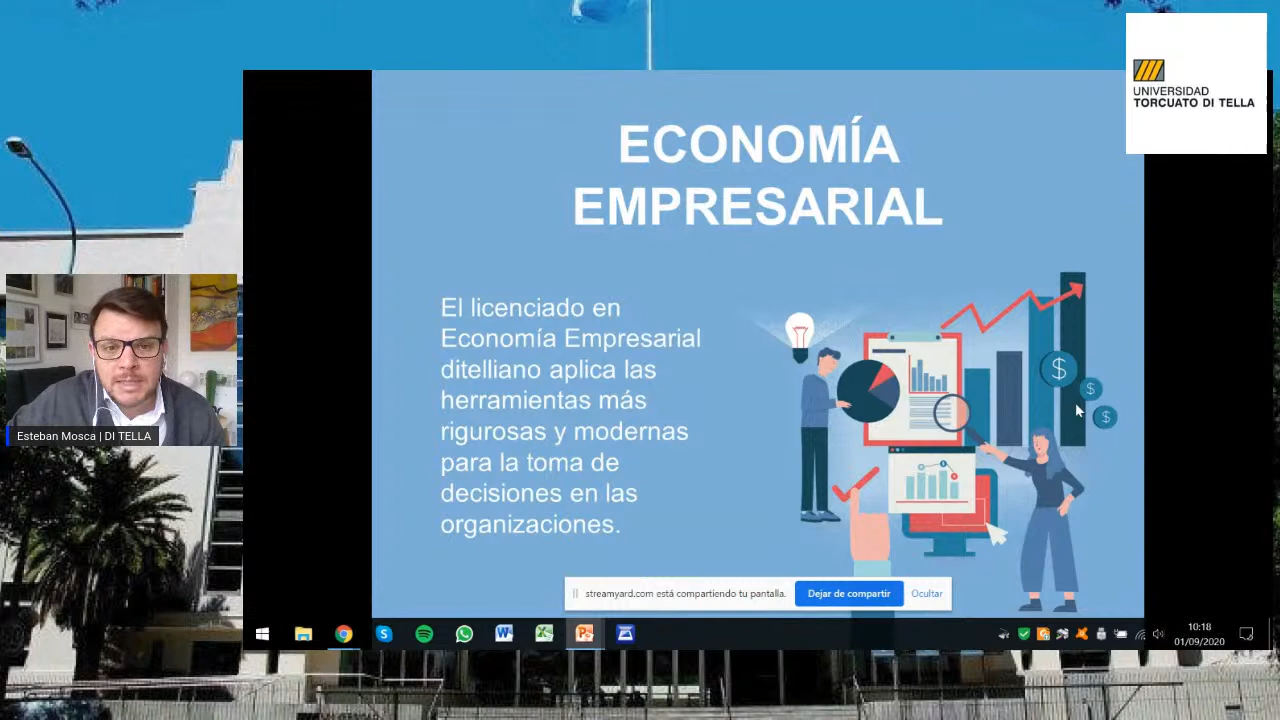 UNIVERSIDAD
TORCUATO DI TELLA
ECONOMÍA
EMPRESARIAL
El licenciado en
Economía Empresarial
ditelliano aplica las
herramientas más
rigurosas y modernas
para la toma de
decisiones en las
organizaciones.
$
$
$
Esteban Mosca | DI TELLA
streamyard.com está compartiendo tu pantalla.
Dejar de compartir
Ocultar
10:18
01/09/2020